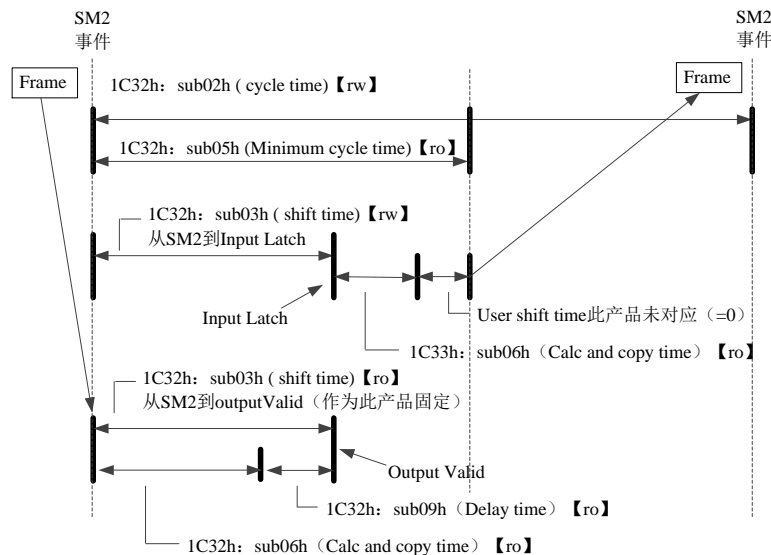 SM2
事件
SM2
事件
Frame
Frame
1C32h：sub02h ( cycle time)【rw】
1C32h：sub05h (Minimum cycle time)【ro】
1C32h：sub03h ( shift time)【rw】
从SM2到Input Latch
Input Latch
User shift time此产品未对应（=0）
1C33h：sub06h（Calc and copy time）【ro】
1C32h：sub03h ( shift time)【ro】
从SM2到outputValid（作为此产品固定）
Output Valid
1C32h：sub09h（Delay time）【ro】
1C32h：sub06h（Calc and copy time）【ro】